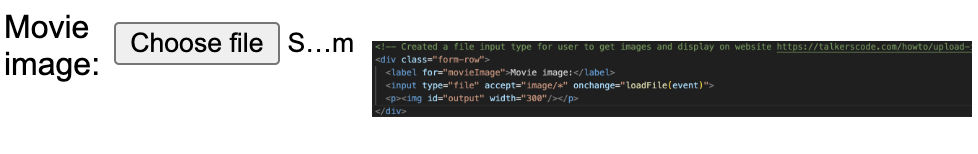 Movie
image:
Choose file S…m
<!-- Created a file input type for user to get images and display on website https://talkerscode.com/howto/upload-
<div class="form-row">
<label for="movieImage">Movie image:</label>
<input type="file" accept="image/*" onchange="loadFile(event)">
<p><img id="output" width="300"/></p>
</div>